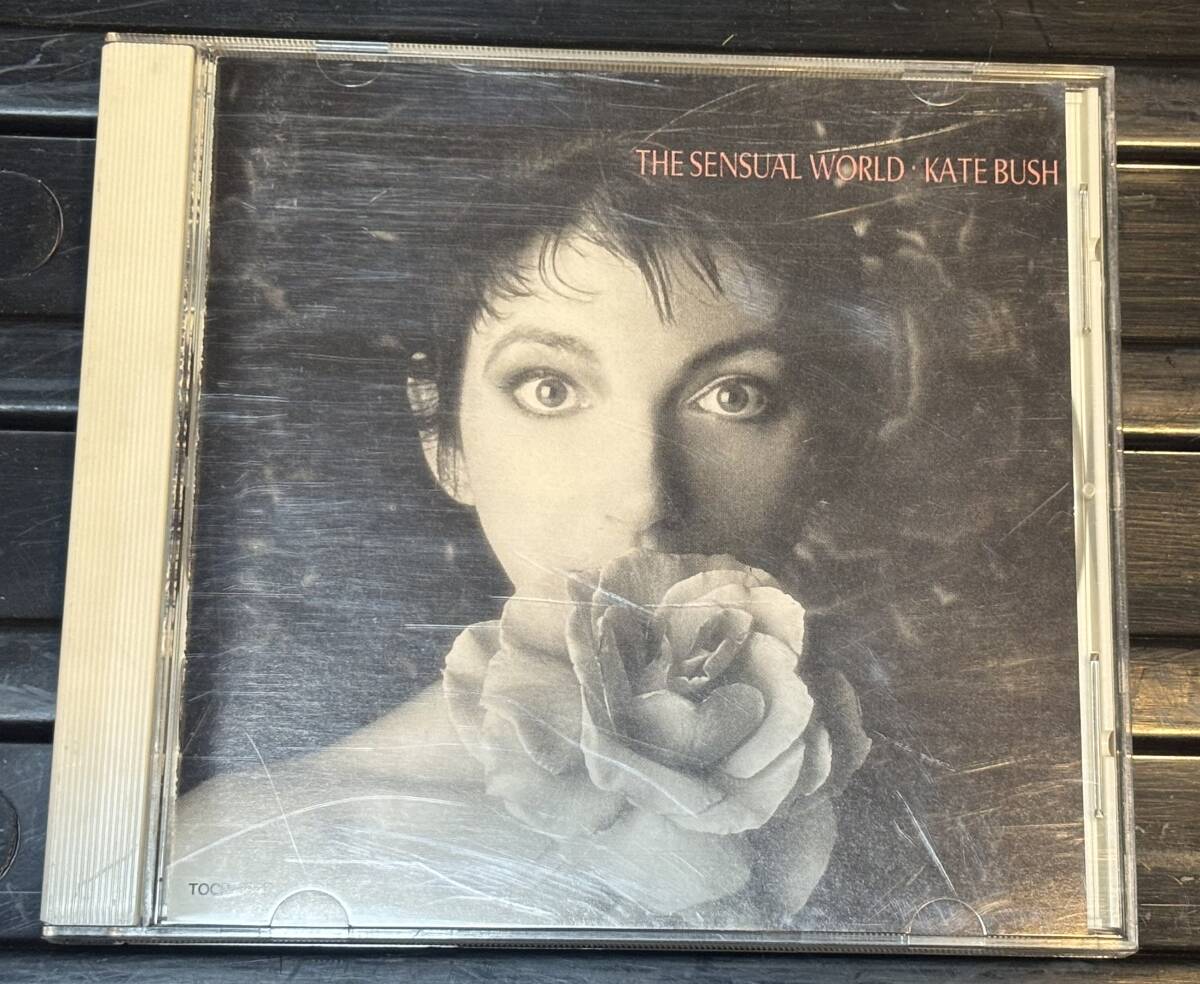 THE SENSUAL WORLD · KATE BUSH